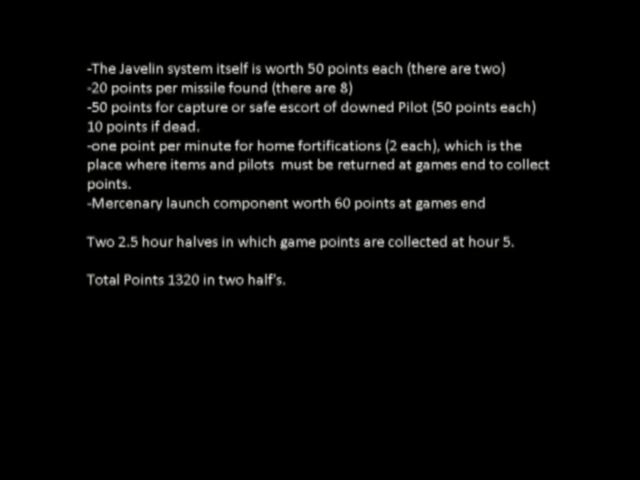 -The Javelin system itself is worth 50 points each (there are two)
-20 points per missile found (there are 8)
-50 points for capture or safe escort of downed Pilot (50 points each)
10 points if dead.
-one point per minute for home fortifications (2 each), which is the
place where items and pilots must be returned at games end to collect
points.
-Mercenary launch component worth 60 points at games end
Two 2.5 hour halves in which game points are collected at hour 5.
Total Points 1320 in two half's.